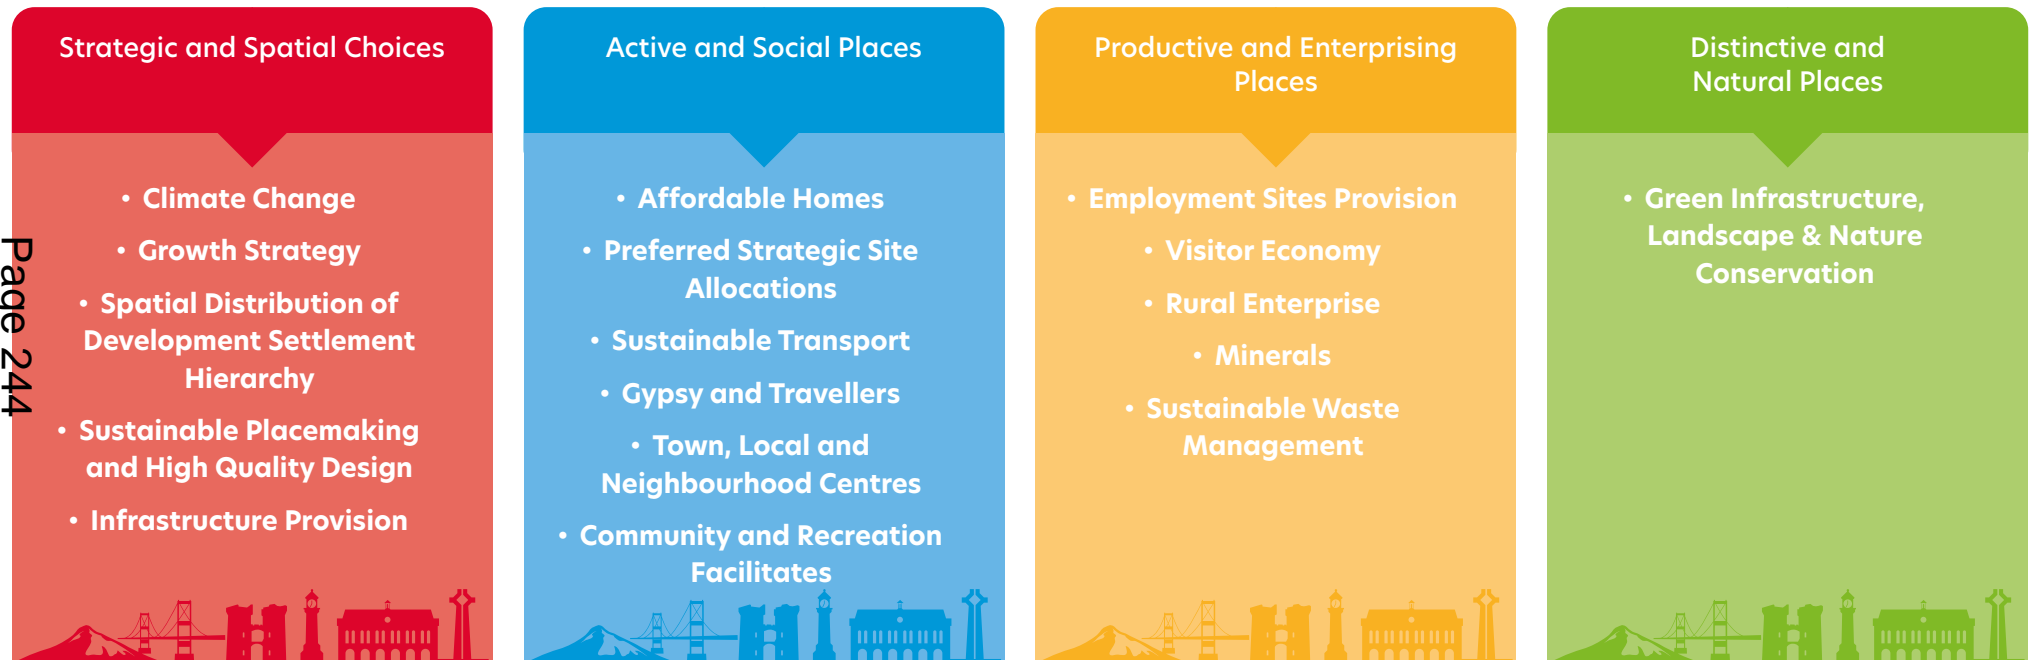 Strategic and Spatial Choices
• Climate Change
• Growth Strategy
• Spatial Distribution of
Development Settlement
Hierarchy
• Sustainable Placemaking
and High Quality Design
• Infrastructure Provision
Active and Social Places
• Affordable Homes
• Preferred Strategic Site
Allocations
• Sustainable Transport
• Gypsy and Travellers
• Town, Local and
Neighbourhood Centres
• Community and Recreation
Facilitates
Productive and Enterprising
Places
• Employment Sites Provision
• Visitor Economy
• Rural Enterprise
• Minerals
• Sustainable Waste
Management
Distinctive and
Natural Places
• Green Infrastructure,
Landscape & Nature
Conservation
Page 244